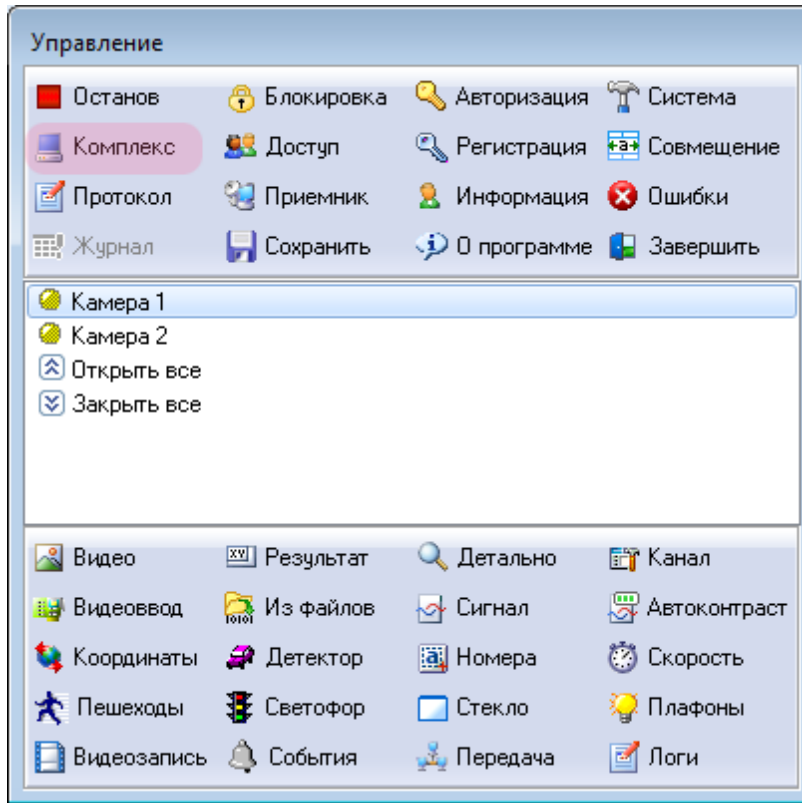 Управление
Останов Блокировка Авторизация Система
Комплекс Доступ Регистрация Совмещение
Протокол Приемник Информация Ошибки
Журнал Сохранить О программе Завершить
Камера 1
Камера 2
Открыть все
Закрыть все
Видео Результат Детально Канал
Видеоввод Из файлов Сигнал Автоконтраст
Координаты Детектор Номера Скорость
Пешеходы Светофор Стекло Плафоны
Видеозапись События Передача Логи